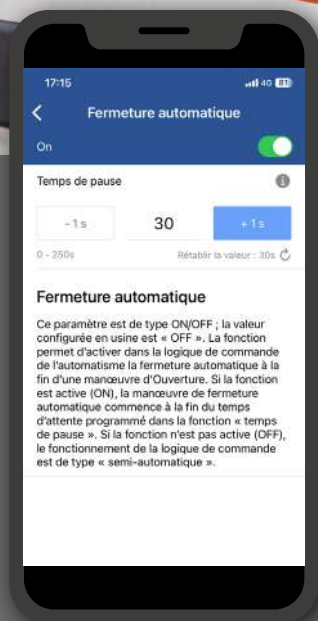 17:15
4G 81
Fermeture automatique
On
Temps de pause
- 1 s
30
+ 1 s
0 - 250s
Rétablir la valeur : 30s
Fermeture automatique
Ce paramètre est de type ON/OFF ; la valeur
configurée en usine est « OFF ». La fonction
permet d'activer dans la logique de commande
de l'automatisme la fermeture automatique à la
fin d'une manœuvre d'Ouverture. Si la fonction
est active (ON), la manœuvre de fermeture
automatique commence à la fin du temps
d'attente programmé dans la fonction « temps
de pause ». Si la fonction n'est pas active (OFF),
le fonctionnement de la logique de commande
est de type « semi-automatique ».